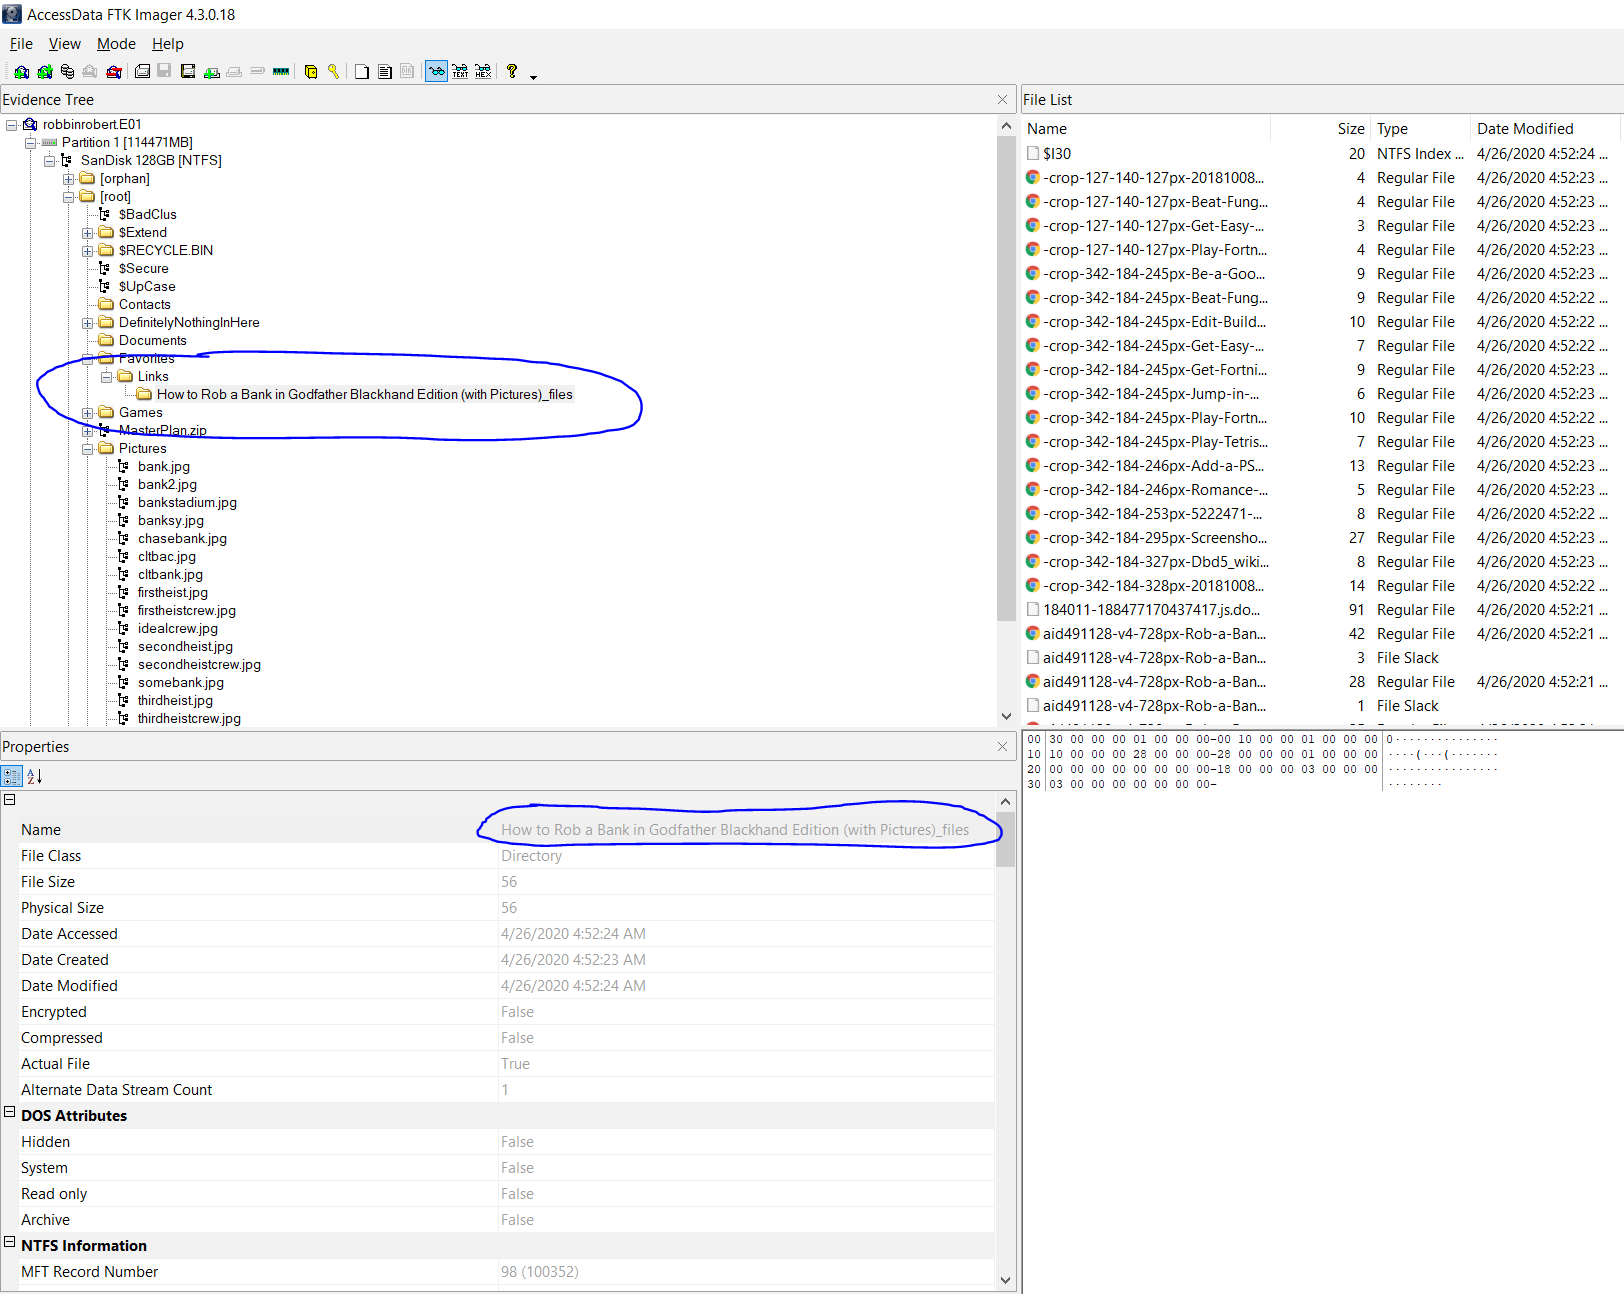 AccessData FTK Imager 4.3.0.18
File View Mode Help
Evidence Tree
robbinrobert.E01
Partition 1 [114471MB]
SanDisk 128GB [NTFS]
[orphan]
[root]
$BadClus
$Extend
$RECYCLE.BIN
$Secure
$UpCase
Contacts
DefinitelyNothingInHere
Documents
Favorites
Links
How to Rob a Bank in Godfather Blackhand Edition (with Pictures)_files
Games
MasterPlan.zip
Pictures
bank.jpg
bank2.jpg
bankstadium.jpg
banksy.jpg
chasebank.jpg
cltbac.jpg
cltbank.jpg
firstheist.jpg
firstheistcrew.jpg
idealcrew.jpg
secondheist.jpg
secondheistcrew.jpg
somebank.jpg
thirdheist.jpg
thirdheistcrew.jpg
File List
Name Size Type Date Modified
$I30 20 NTFS Index ... 4/26/2020 4:52:24 ...
-crop-127-140-127px-20181008... 4 Regular File 4/26/2020 4:52:23 ...
-crop-127-140-127px-Beat-Fung... 4 Regular File 4/26/2020 4:52:23 ...
-crop-127-140-127px-Get-Easy-... 3 Regular File 4/26/2020 4:52:23 ...
-crop-127-140-127px-Play-Fortn... 4 Regular File 4/26/2020 4:52:23 ...
-crop-342-184-245px-Be-a-Goo... 9 Regular File 4/26/2020 4:52:23 ...
-crop-342-184-245px-Beat-Fung... 9 Regular File 4/26/2020 4:52:22 ...
-crop-342-184-245px-Edit-Build... 10 Regular File 4/26/2020 4:52:22 ...
-crop-342-184-245px-Get-Easy-... 7 Regular File 4/26/2020 4:52:22 ...
-crop-342-184-245px-Get-Fortni... 9 Regular File 4/26/2020 4:52:23 ...
-crop-342-184-245px-Jump-in-... 6 Regular File 4/26/2020 4:52:23 ...
-crop-342-184-245px-Play-Fortn... 10 Regular File 4/26/2020 4:52:22 ...
-crop-342-184-245px-Play-Tetris... 7 Regular File 4/26/2020 4:52:23 ...
-crop-342-184-246px-Add-a-PS... 13 Regular File 4/26/2020 4:52:23 ...
-crop-342-184-246px-Romance-... 5 Regular File 4/26/2020 4:52:23 ...
-crop-342-184-253px-5222471-... 8 Regular File 4/26/2020 4:52:22 ...
-crop-342-184-295px-Screensho... 27 Regular File 4/26/2020 4:52:23 ...
-crop-342-184-327px-Dbd5_wiki... 8 Regular File 4/26/2020 4:52:23 ...
-crop-342-184-328px-20181008... 14 Regular File 4/26/2020 4:52:22 ...
184011-188477170437417.js.do... 91 Regular File 4/26/2020 4:52:21 ...
aid491128-v4-728px-Rob-a-Ban... 42 Regular File 4/26/2020 4:52:21 ...
aid491128-v4-728px-Rob-a-Ban... 3 File Slack
aid491128-v4-728px-Rob-a-Ban... 28 Regular File 4/26/2020 4:52:21 ...
aid491128-v4-728px-Rob-a-Ban... 1 File Slack
Properties
Name How to Rob a Bank in Godfather Blackhand Edition (with Pictures)_files
File Class Directory
File Size 56
Physical Size 56
Date Accessed 4/26/2020 4:52:24 AM
Date Created 4/26/2020 4:52:23 AM
Date Modified 4/26/2020 4:52:24 AM
Encrypted False
Compressed False
Actual File True
Alternate Data Stream Count 1
DOS Attributes
Hidden False
System False
Read only False
Archive False
NTFS Information
MFT Record Number 98 (100352)
00 30 00 00 00 01 00 00 00-00 10 00 00 01 00 00 00 0···············
10 10 00 00 00 28 00 00 00-28 00 00 00 01 00 00 00 ····(···(·······
20 00 00 00 00 00 00 00 00-18 00 00 00 03 00 00 00 ················
30 03 00 00 00 00 00 00 00- ········